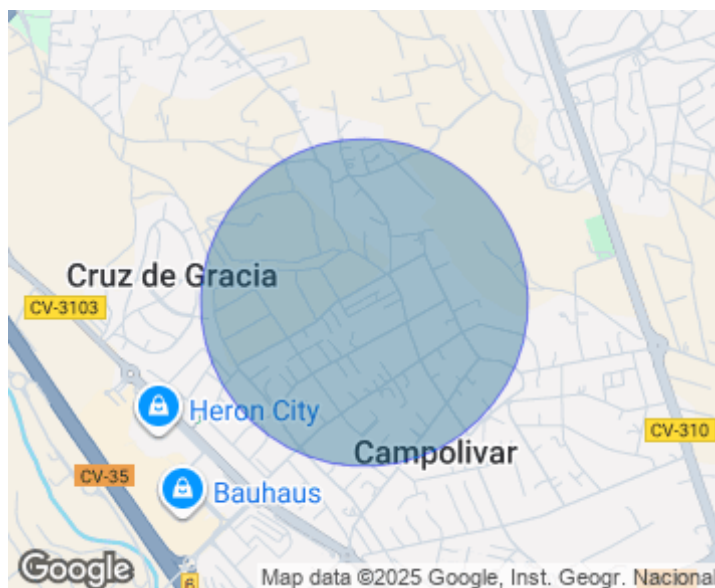 Cruz de Gracia
CV-3103
Heron City
CV-310
Campolivar
CV-35
Bauhaus
6
Google
Map data ©2025 Google, Inst. Geogr. Nacional